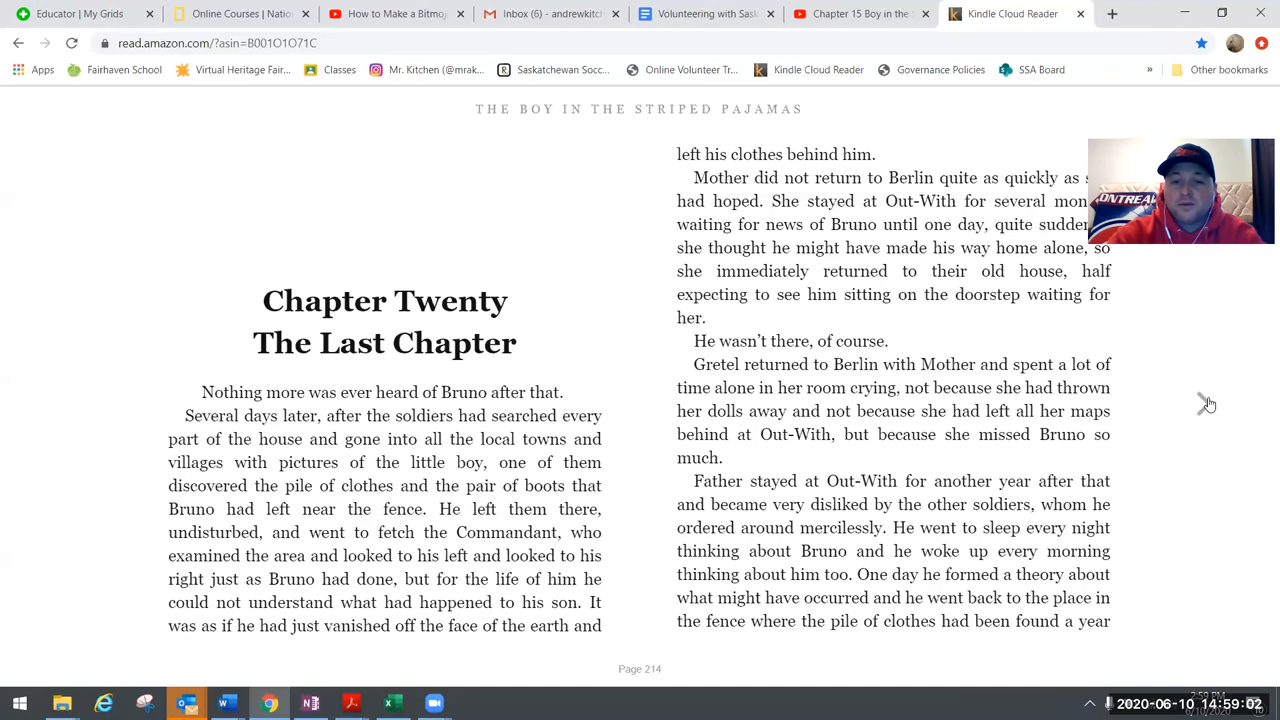 Educator | My Grids
Online Courses | Natio
How to Make a Bitmoj
Inbox (6) - andrewkitch
Volunteering with Sask
Chapter 15 Boy in the
Kindle Cloud Reader
read.amazon.com/?asin=B001O1O71C
Apps
Fairhaven School
Virtual Heritage Fair...
Classes
Mr. Kitchen (@mrak...
Saskatchewan Socc...
Online Volunteer Tr...
Kindle Cloud Reader
Governance Policies
SSA Board
»
Other bookmarks
THE BOY IN THE STRIPED PAJAMAS
Chapter Twenty
The Last Chapter
Nothing more was ever heard of Bruno after that.
Several days later, after the soldiers had searched every
part of the house and gone into all the local towns and
villages with pictures of the little boy, one of them
discovered the pile of clothes and the pair of boots that
Bruno had left near the fence. He left them there,
undisturbed, and went to fetch the Commandant, who
examined the area and looked to his left and looked to his
right just as Bruno had done, but for the life of him he
could not understand what had happened to his son. It
was as if he had just vanished off the face of the earth and
left his clothes behind him.
Mother did not return to Berlin quite as quickly as s
had hoped. She stayed at Out-With for several mon
waiting for news of Bruno until one day, quite sudden
she thought he might have made his way home alone, so
she immediately returned to their old house, half
expecting to see him sitting on the doorstep waiting for
her.
He wasn't there, of course.
Gretel returned to Berlin with Mother and spent a lot of
time alone in her room crying, not because she had thrown
her dolls away and not because she had left all her maps
behind at Out-With, but because she missed Bruno so
much.
Father stayed at Out-With for another year after that
and became very disliked by the other soldiers, whom he
ordered around mercilessly. He went to sleep every night
thinking about Bruno and he woke up every morning
thinking about him too. One day he formed a theory about
what might have occurred and he went back to the place in
the fence where the pile of clothes had been found a year
ONTREA
Page 214
2:59 PM
2020-06-10 14:59:02